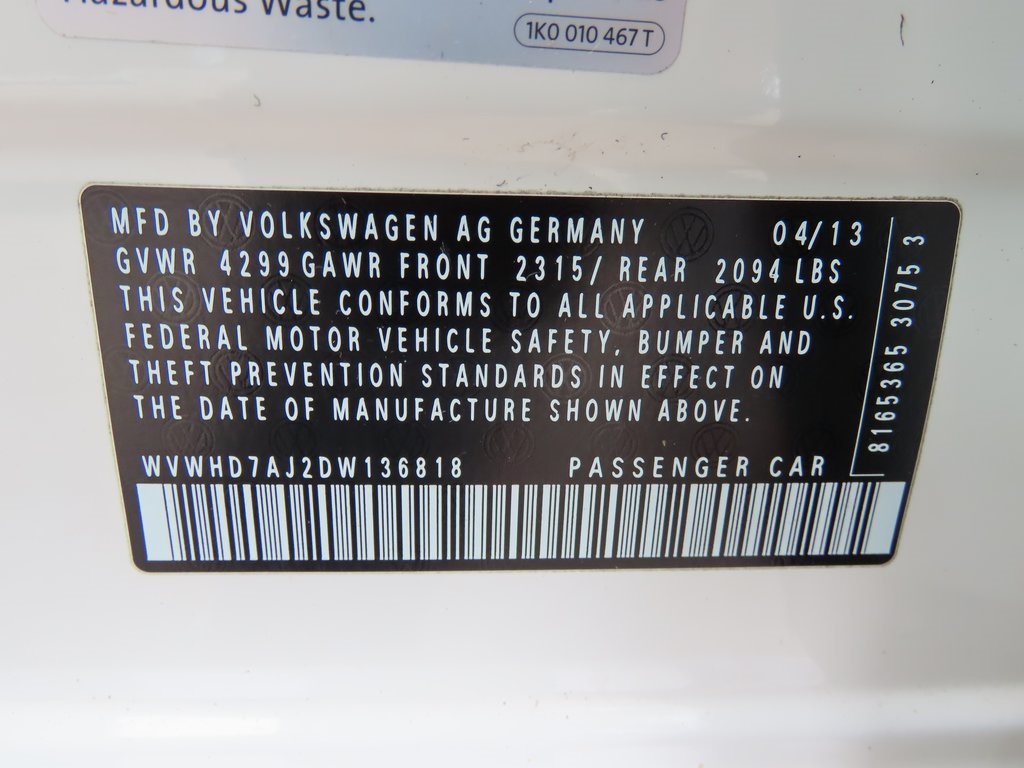 Hazardous Waste.
1K0 010 467 T
MFD BY VOLKSWAGEN AG GERMANY 04/13
GVWR 4299 GAWR FRONT 2315/ REAR 2094 LBS
THIS VEHICLE CONFORMS TO ALL APPLICABLE U.S.
FEDERAL MOTOR VEHICLE SAFETY, BUMPER AND
THEFT PREVENTION STANDARDS IN EFFECT ON
THE DATE OF MANUFACTURE SHOWN ABOVE.
WVWHD7AJ2DW136818 PASSENGER CAR
8165365 3075 3